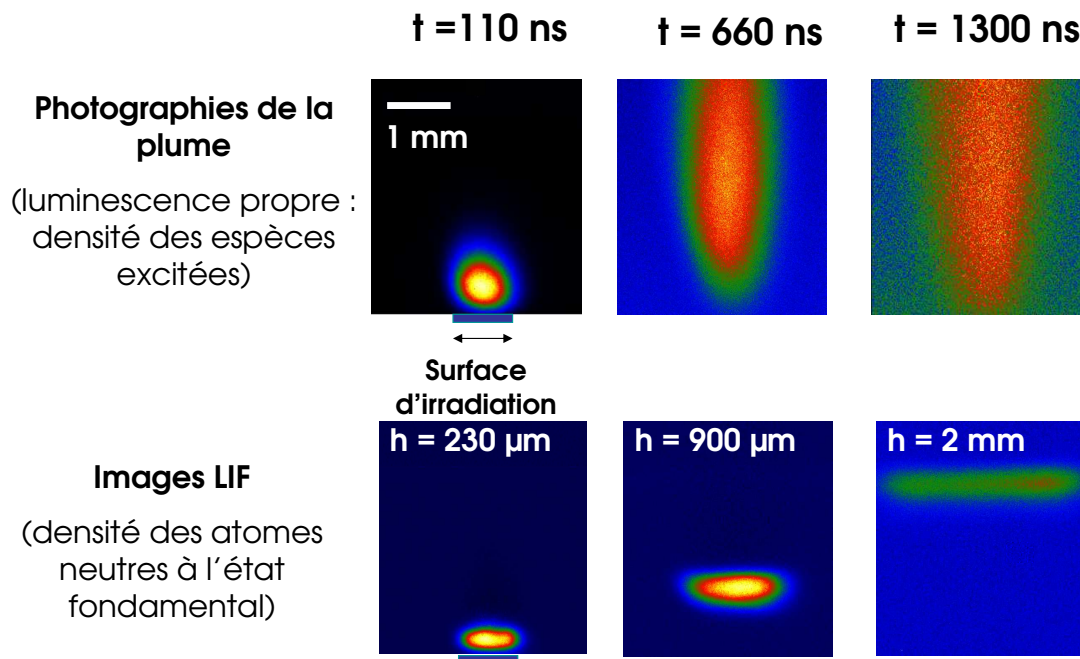 t =110 ns
t = 660 ns
t = 1300 ns
Photographies de la
plume
(luminescence propre :
densité des espèces
excitées)
1 mm
Surface
d’irradiation
Images LIF
(densité des atomes
neutres à l’état
fondamental)
h = 230 µm
h = 900 µm
h = 2 mm